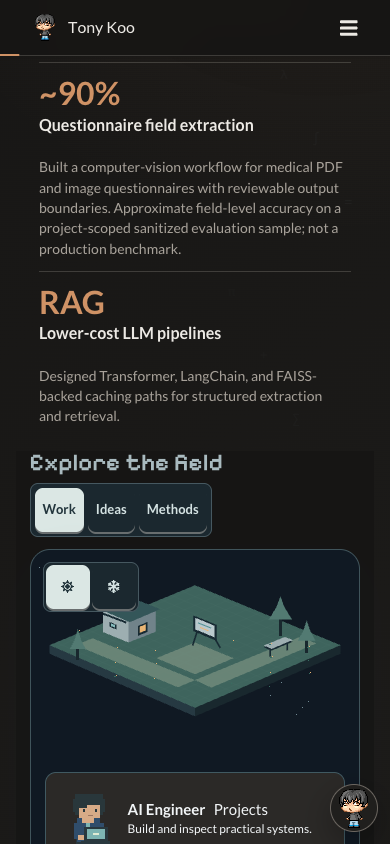 Tony Koo
~90%
Questionnaire field extraction
Built a computer-vision workflow for medical PDF
and image questionnaires with reviewable output
boundaries. Approximate field-level accuracy on a
project-scoped sanitized evaluation sample; not a
production benchmark.
RAG
Lower-cost LLM pipelines
Designed Transformer, LangChain, and FAISS-
backed caching paths for structured extraction
and retrieval.
Explore the field
Work Ideas Methods
AI Engineer Projects
Build and inspect practical systems.